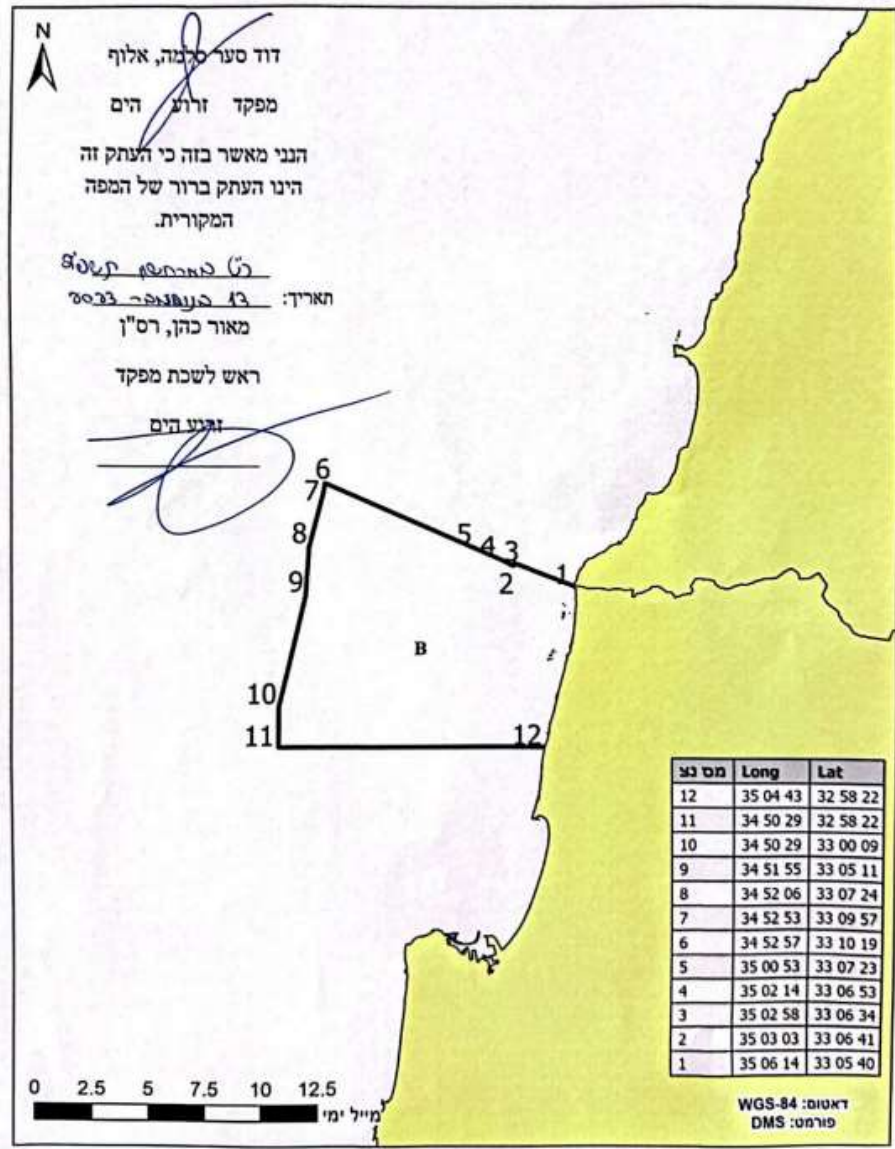 N
דוד סער סלמה, אלוף
מפקד זרוע הים
הנני מאשר בזה כי העתק זה
הינו העתק ברור של המפה
המקורית.
תאריך: 13 בנובמבר
מאור כהן, רס"ן
ראש לשכת מפקד
זרוע הים
6
7
8
5
4
3
2
1
9
B
10
11
12
מס נצ Long Lat
12 35 04 43 32 58 22
11 34 50 29 32 58 22
10 34 50 29 33 00 09
9 34 51 55 33 05 11
8 34 52 06 33 07 24
7 34 52 53 33 09 57
6 34 52 57 33 10 19
5 35 00 53 33 07 23
4 35 02 14 33 06 53
3 35 02 58 33 06 34
2 35 03 03 33 06 41
1 35 06 14 33 05 40
0 2.5 5 7.5 10 12.5
מייל ימי
דאטום: WGS-84
פורמט: DMS